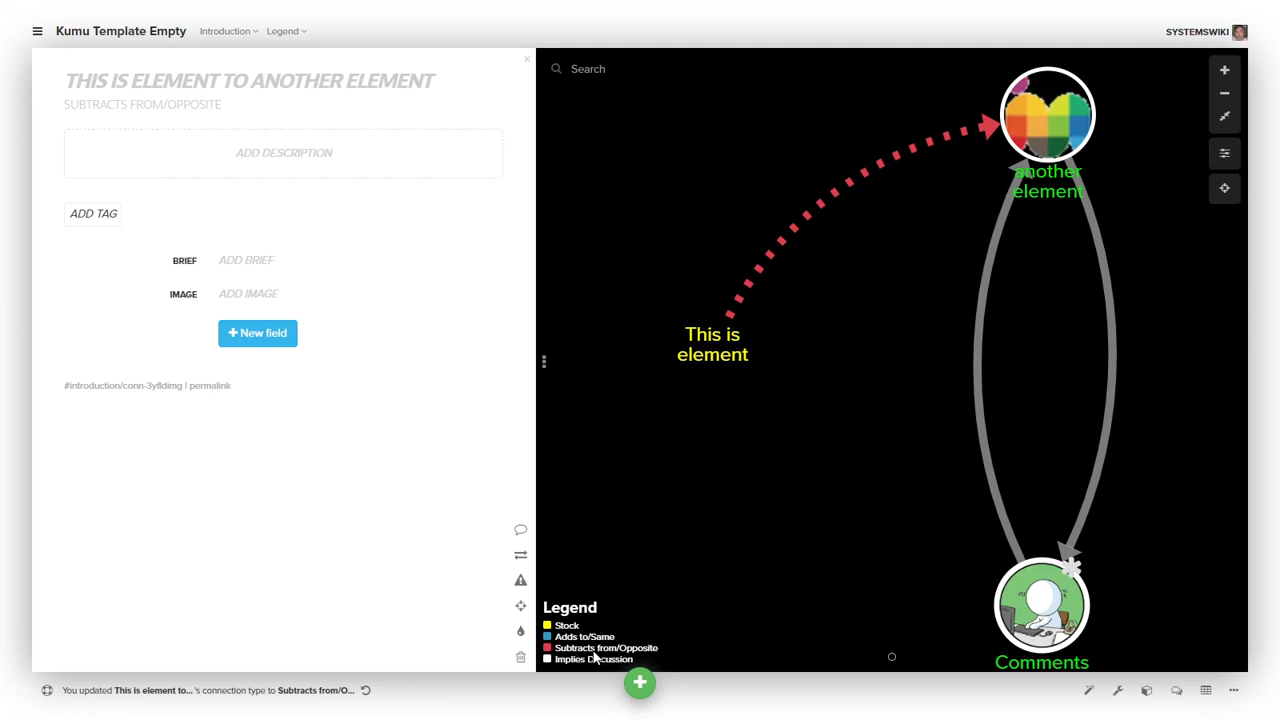 Kumu Template Empty
Introduction
Legend
SYSTEMSWIKI
THIS IS ELEMENT TO ANOTHER ELEMENT
SUBTRACTS FROM/OPPOSITE
ADD DESCRIPTION
ADD TAG
BRIEF ADD BRIEF
IMAGE ADD IMAGE
New field
#introduction/conn-3yfldimg | permalink
Search
another
element
This is
element
Comments
Legend
Stock
Adds to/Same
Subtracts from/Opposite
Implies Discussion
You updated This is element to... 's connection type to Subtracts from/O...